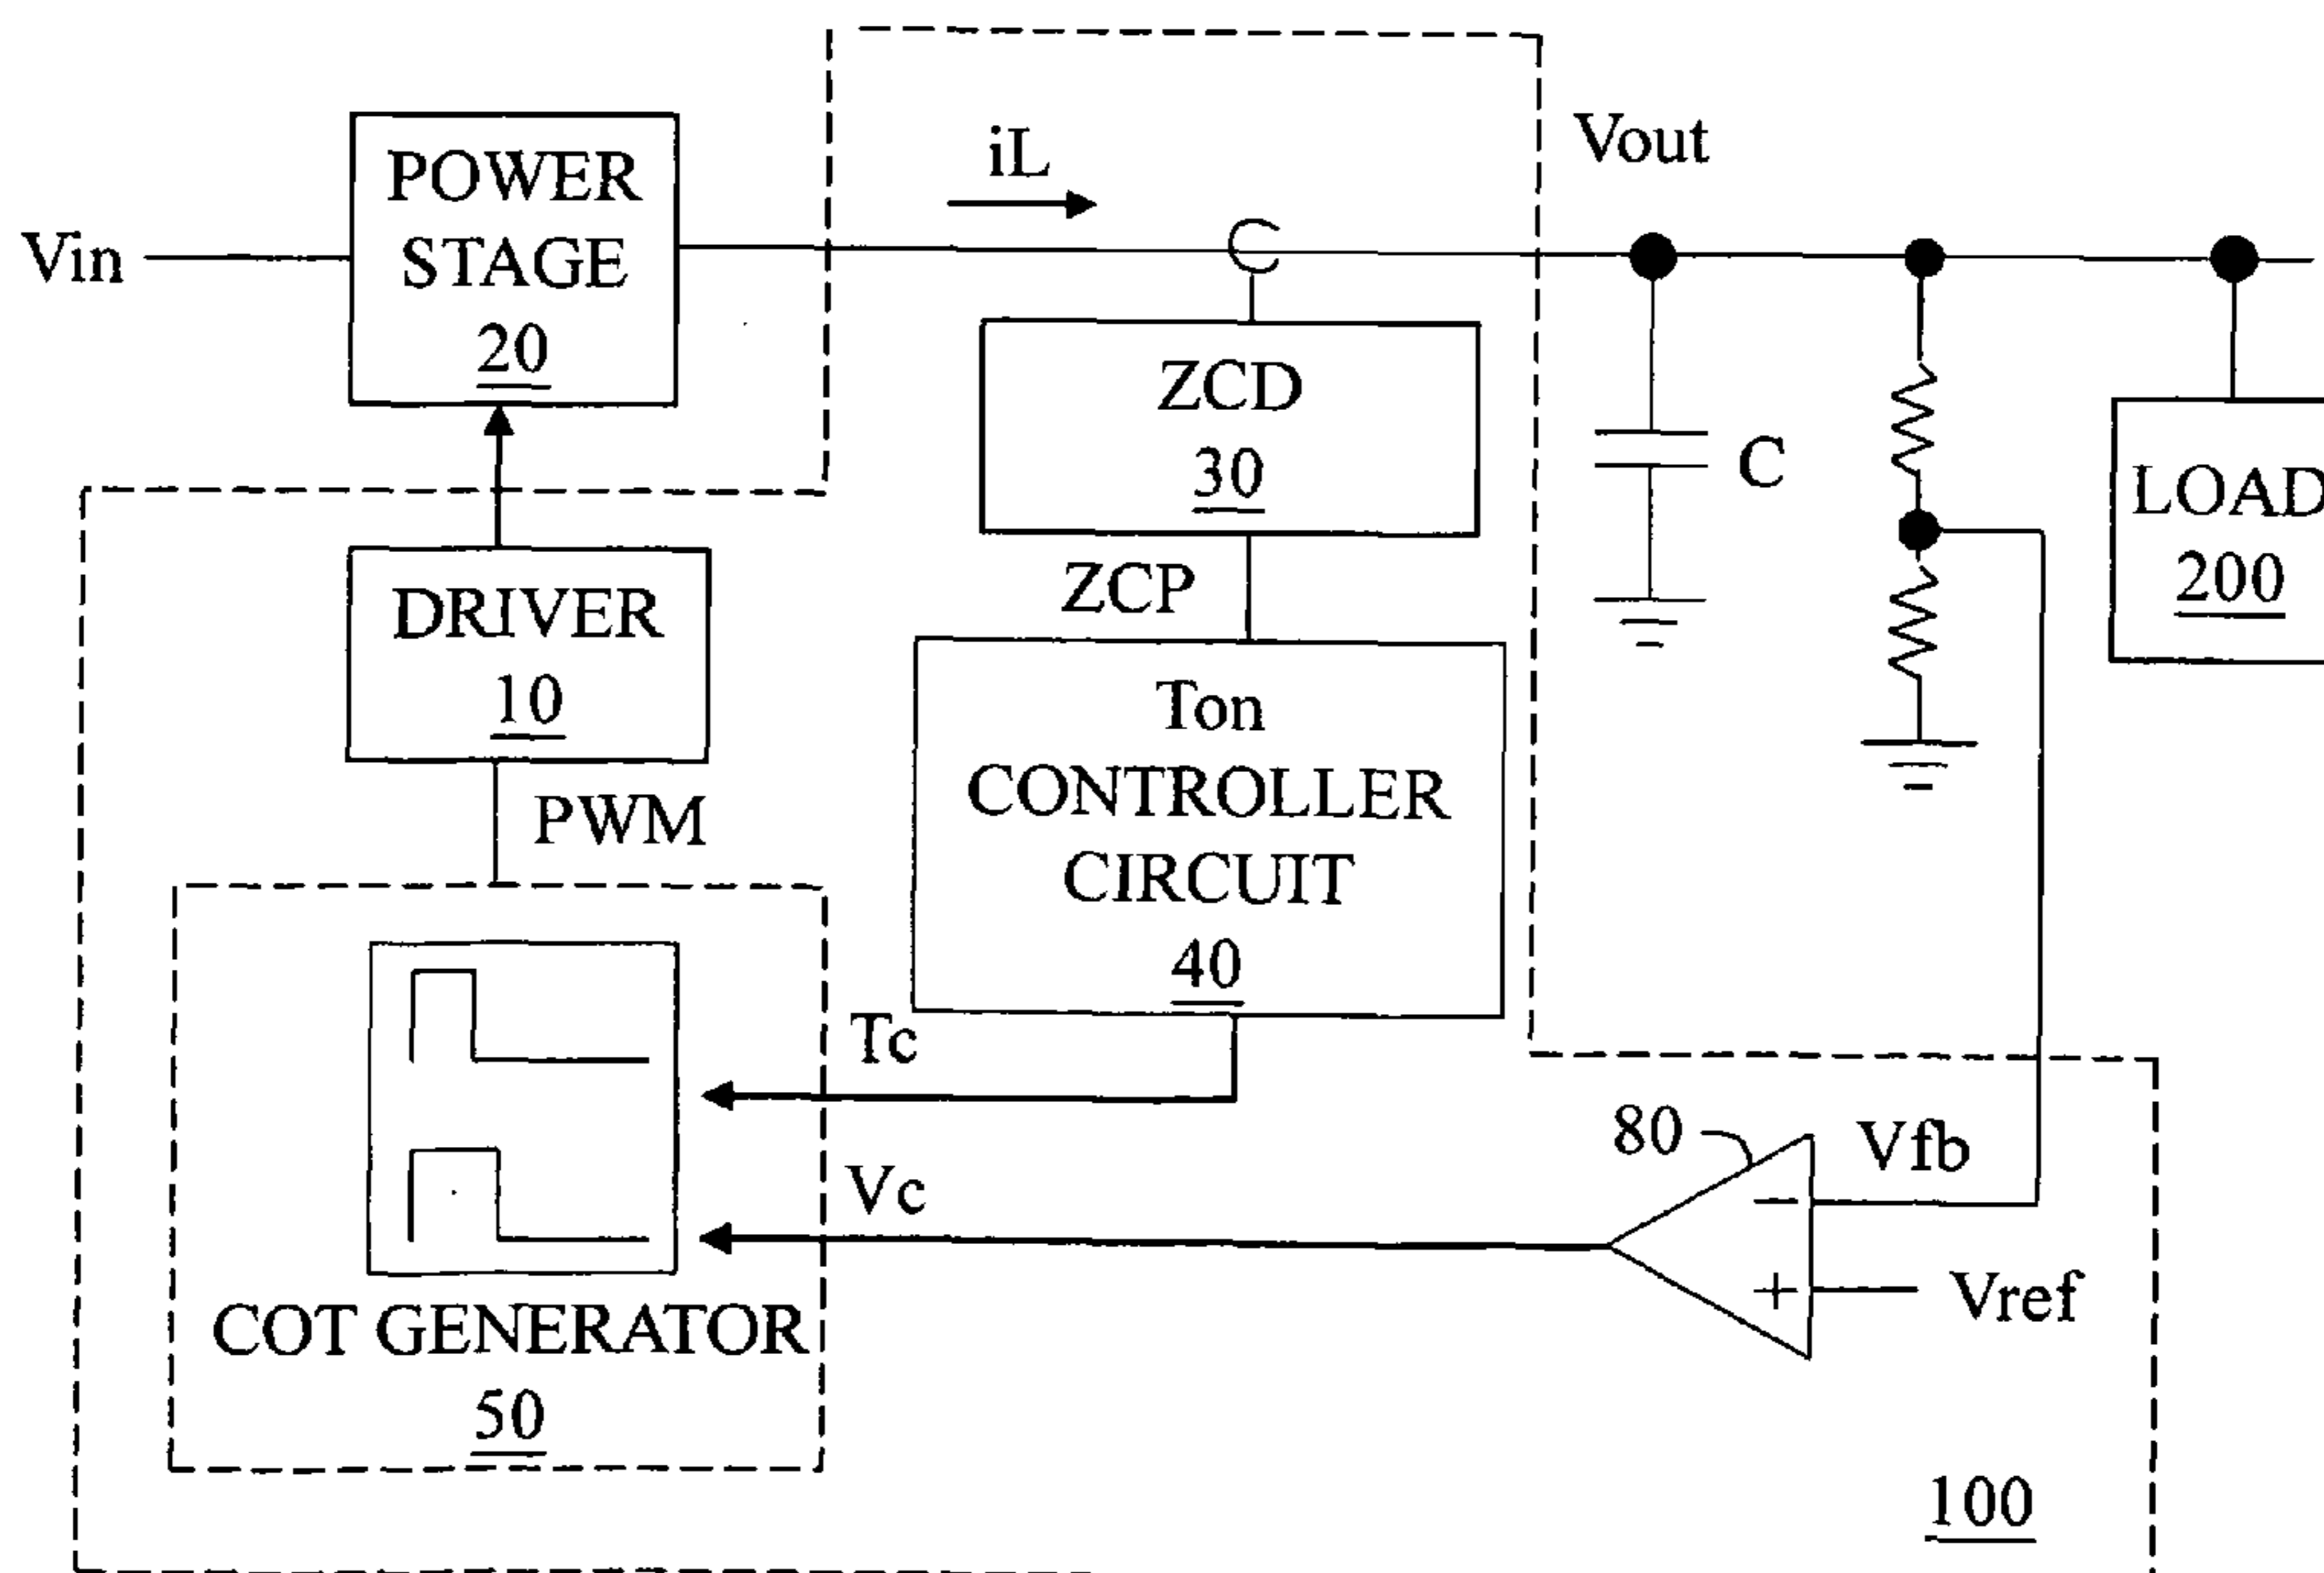 Vin
POWER
STAGE
20
iL
Vout
ZCD
30
ZCP
C
LOAD
200
DRIVER
10
PWM
Ton
CONTROLLER
CIRCUIT
40
Tc
Vc
COT GENERATOR
50
80
Vfb
−
+
Vref
100